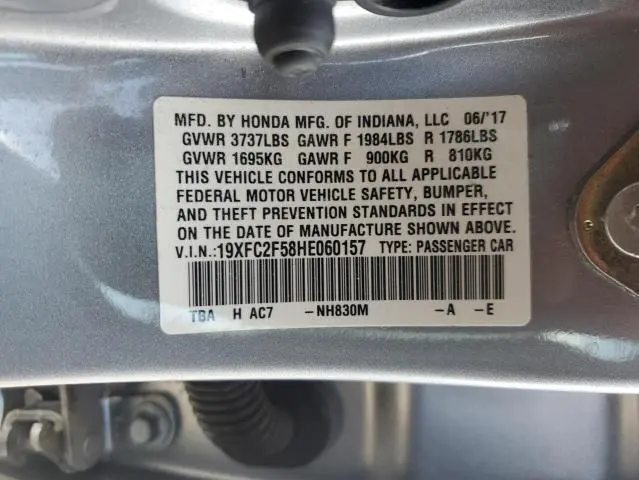 MFD. BY HONDA MFG. OF INDIANA, LLC 06/'17
GVWR 3737LBS GAWR F 1984LBS R 1786LBS
GVWR 1695KG GAWR F 900KG R 810KG
THIS VEHICLE CONFORMS TO ALL APPLICABLE
FEDERAL MOTOR VEHICLE SAFETY, BUMPER,
AND THEFT PREVENTION STANDARDS IN EFFECT
ON THE DATE OF MANUFACTURE SHOWN ABOVE.
V.I.N.:19XFC2F58HE060157 TYPE: PASSENGER CAR
TBA H AC7 -NH830M -A -E